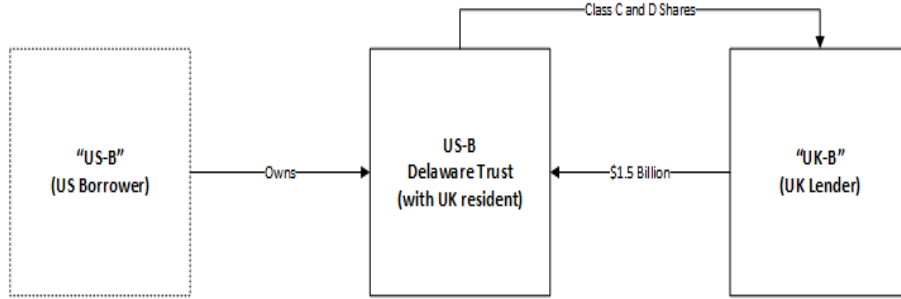 Class C and D Shares
“US-B”
(US Borrower)
Owns
US-B
Delaware Trust
(with UK resident)
$1.5 Billion
“UK-B”
(UK Lender)